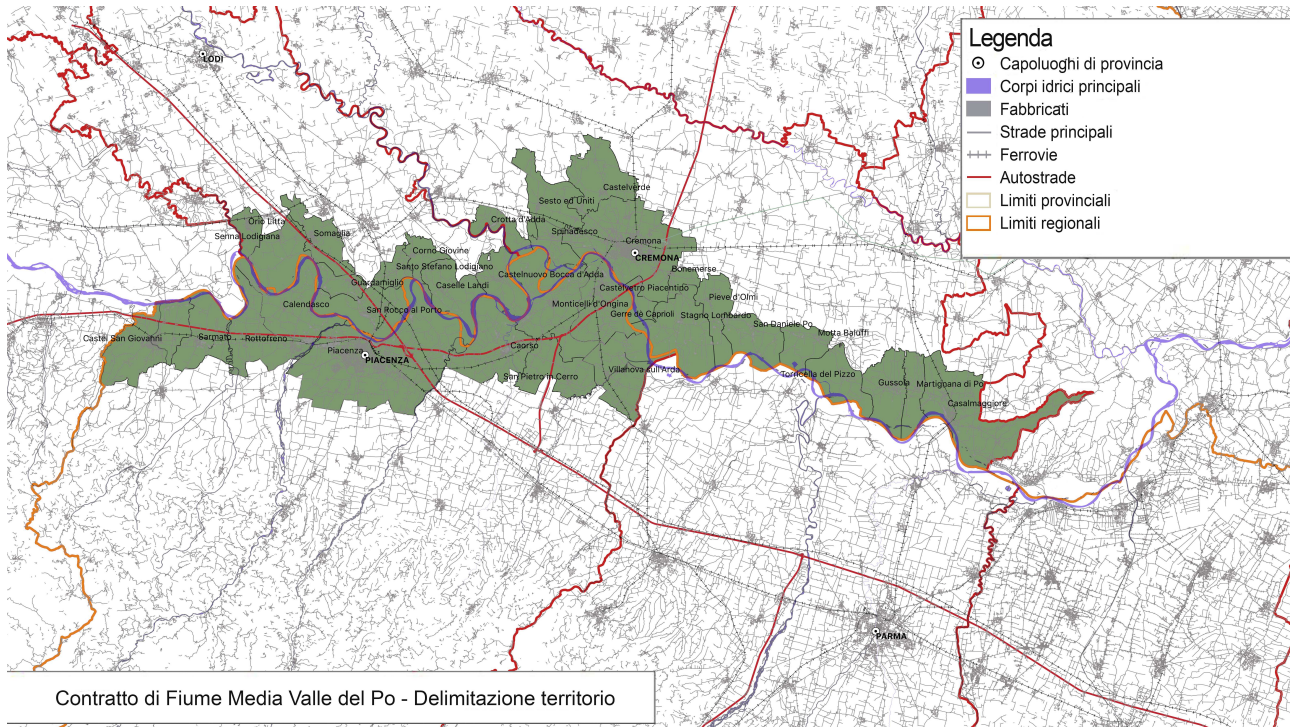 Legenda
Capoluoghi di provincia
Corpi idrici principali
Fabbricati
Strade principali
Ferrovie
Autostrade
Limiti provinciali
Limiti regionali
LODI
Castelverde
Sesto ed Uniti
Crotta d'Adda
Spinadesco
Orio Litta
Senna Lodigiana
Somaglia
Cremona
CREMONA
Corno Giovine
Santo Stefano Lodigiano
Castelnuovo Bocca d'Adda
Bonemerse
Guardamiglio
Caselle Landi
Castelvetro Piacentino
Pieve d'Olmi
Calendasco
San Rocco al Porto
Monticelli d'Ongina
Gerre de Caprioli
Stagno Lombardo
San Daniele Po
Motta Baluffi
Castel San Giovanni
Sarmato
Rottofreno
Piacenza
PIACENZA
Caorso
San Pietro in Cerro
Villanova sull'Arda
Torricella del Pizzo
Gussola
Martignana di Po
Casalmaggiore
PARMA
Contratto di Fiume Media Valle del Po - Delimitazione territorio